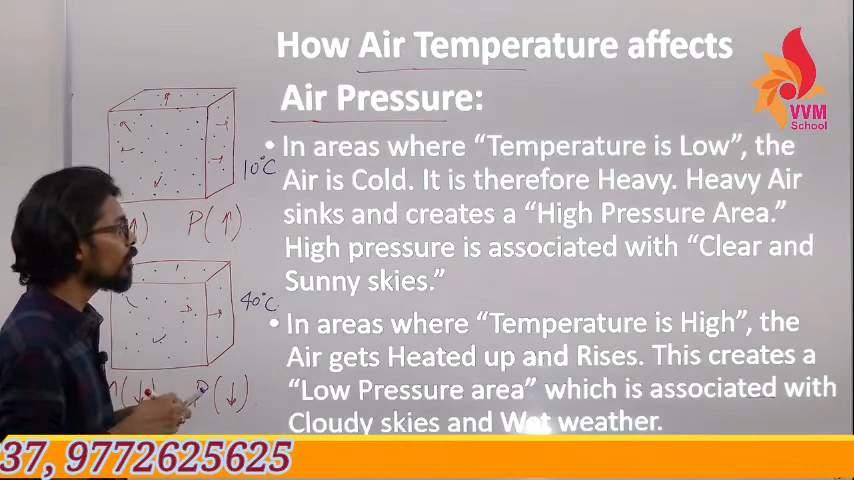 How Air Temperature affects
Air Pressure:
VVM
School
• In areas where “Temperature is Low”, the
Air is Cold. It is therefore Heavy. Heavy Air
sinks and creates a “High Pressure Area.”
High pressure is associated with “Clear and
Sunny skies.”
• In areas where “Temperature is High”, the
Air gets Heated up and Rises. This creates a
“Low Pressure area” which is associated with
Cloudy skies and Wet weather.
10°C
P(↑)
40°C
P(↓)
37, 9772625625